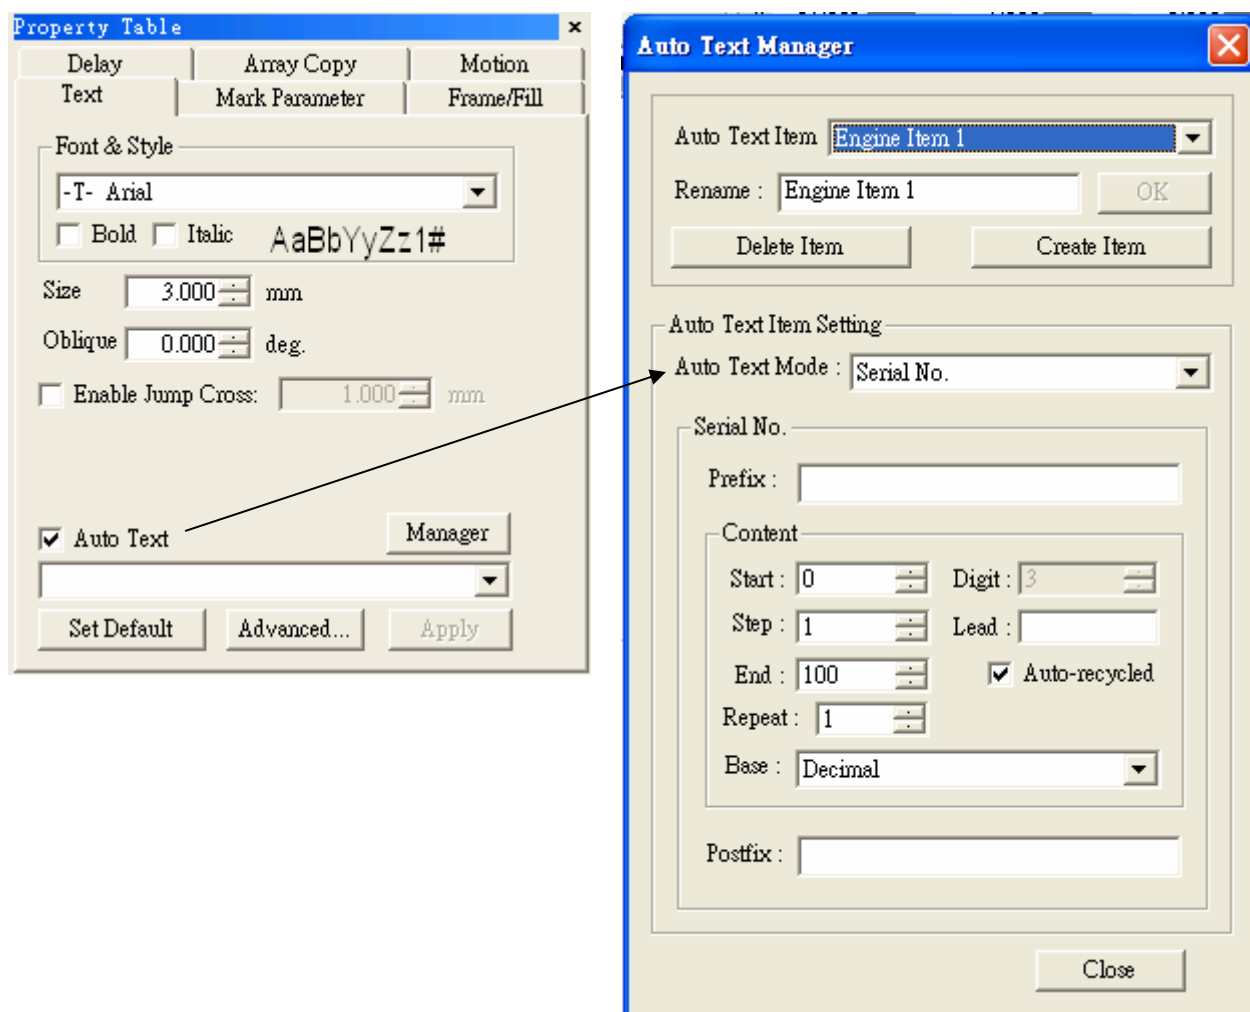 Property Table
Delay Array Copy Motion
Text Mark Parameter Frame/Fill
Font & Style
-T- Arial
Bold Italic AaBbYyZz1#
Size 3.000 mm
Oblique 0.000 deg.
Enable Jump Cross: 1.000 mm
Auto Text Manager
Set Default Advanced... Apply
Auto Text Manager
Auto Text Item Engine Item 1
Rename : Engine Item 1 OK
Delete Item Create Item
Auto Text Item Setting
Auto Text Mode : Serial No.
Serial No.
Prefix :
Content
Start : 0 Digit : 3
Step : 1 Lead :
End : 100 Auto-recycled
Repeat : 1
Base : Decimal
Postfix :
Close